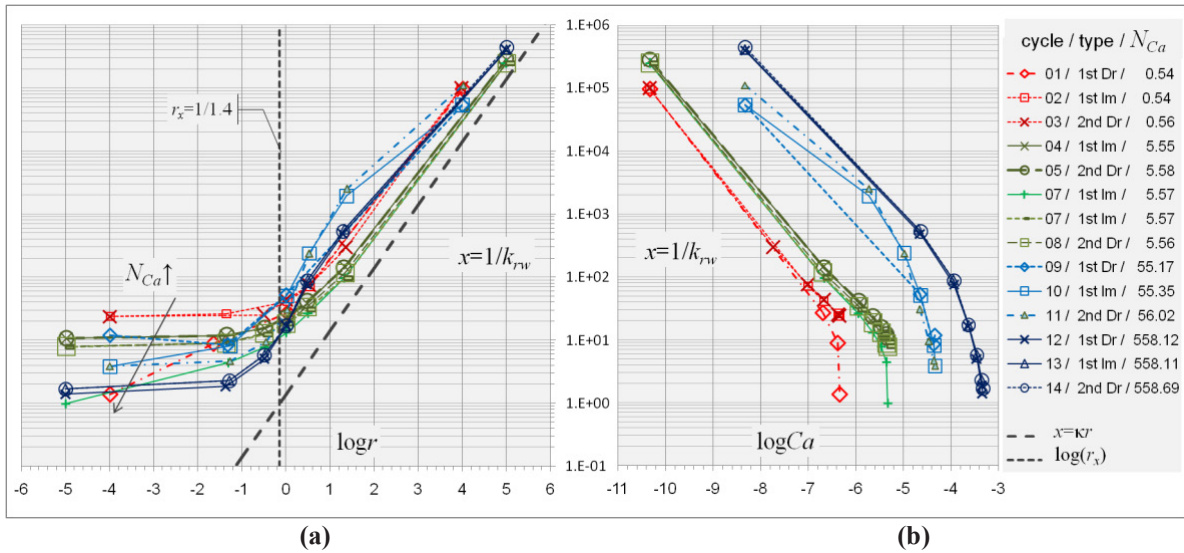 1.E+06
1.E+05
1.E+04
1.E+03
1.E+02
1.E+01
1.E+00
1.E-01
r_x=1/1.4
N_Ca↑
x=1/k_rw
logr
-6 -5 -4 -3 -2 -1 0 1 2 3 4 5 6
(a)
x=1/k_rw
logCa
-11 -10 -9 -8 -7 -6 -5 -4 -3
(b)
cycle / type / N_Ca
01 / 1st Dr / 0.54
02 / 1st Im / 0.54
03 / 2nd Dr / 0.56
04 / 1st Im / 5.55
05 / 2nd Dr / 5.58
07 / 1st Im / 5.57
07 / 1st Im / 5.57
08 / 2nd Dr / 5.56
09 / 1st Dr / 55.17
10 / 1st Im / 55.35
11 / 2nd Dr / 56.02
12 / 1st Dr / 558.12
13 / 1st Im / 558.11
14 / 2nd Dr / 558.69
x=κr
log(r_x)